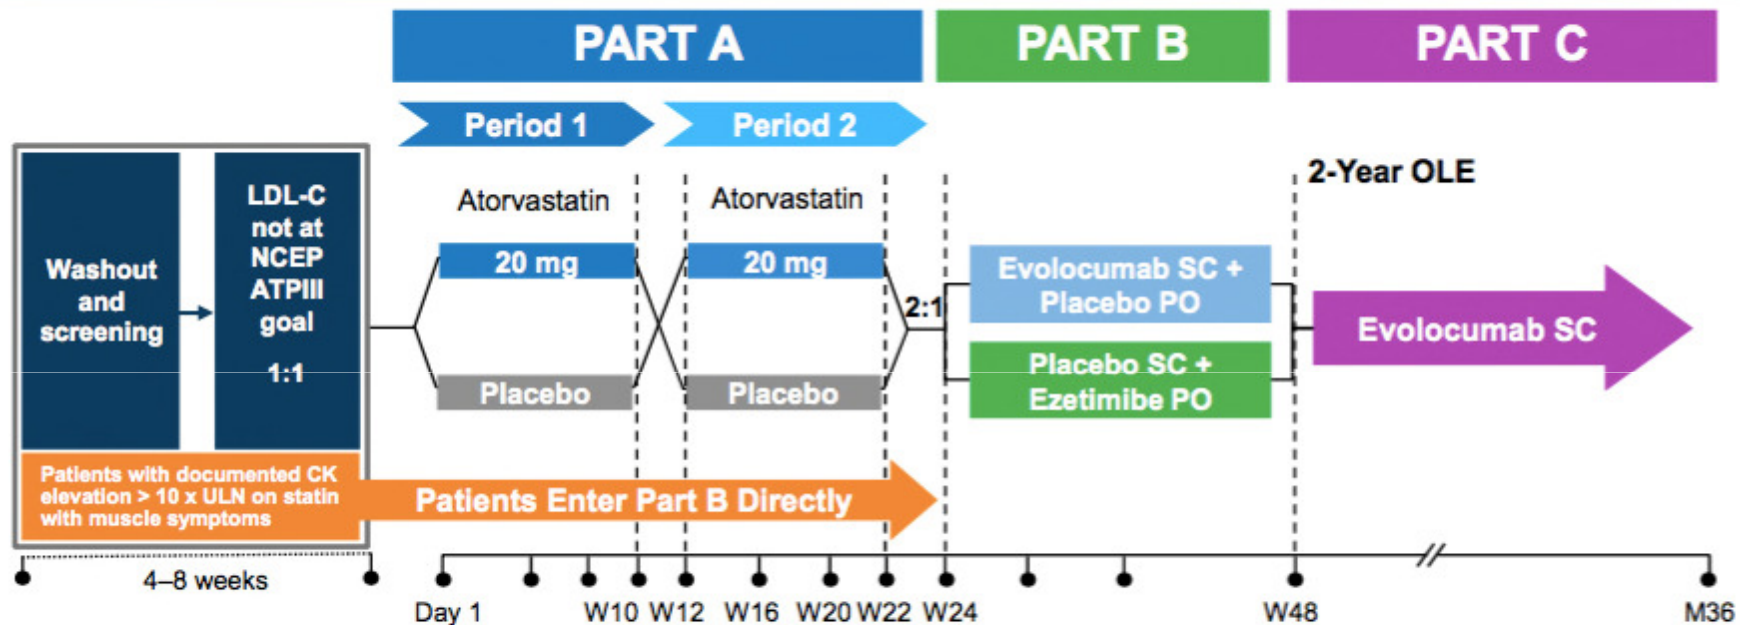 PART A
PART B
PART C
Period 1
Period 2
Washout
and
screening
LDL-C
not at
NCEP
ATPIII
goal
1:1
Atorvastatin
20 mg
Placebo
Atorvastatin
20 mg
Placebo
2:1
Evolocumab SC +
Placebo PO
Placebo SC +
Ezetimibe PO
2-Year OLE
Evolocumab SC
Patients with documented CK
elevation > 10 x ULN on statin
with muscle symptoms
Patients Enter Part B Directly
4–8 weeks
Day 1
W10
W12
W16
W20
W22
W24
W48
M36